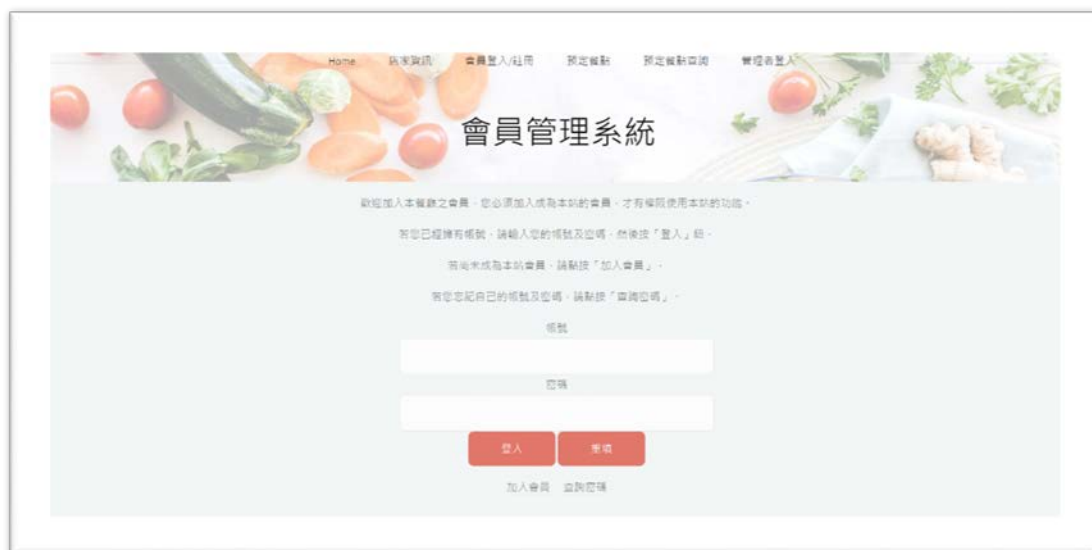 Home 店家資訊 會員登入/註冊 預定餐點 預定餐點查詢 管理者登入
會員管理系統
歡迎加入本餐廳之會員，您必須加入成為本站的會員，才有權限使用本站的功能。
若您已經擁有帳號，請輸入您的帳號及密碼，然後按「登入」鈕。
若尚未成為本站會員，請點按「加入會員」。
若您忘記自己的帳號及密碼，請點按「查詢密碼」。
帳號
密碼
登入 重填
加入會員 查詢密碼